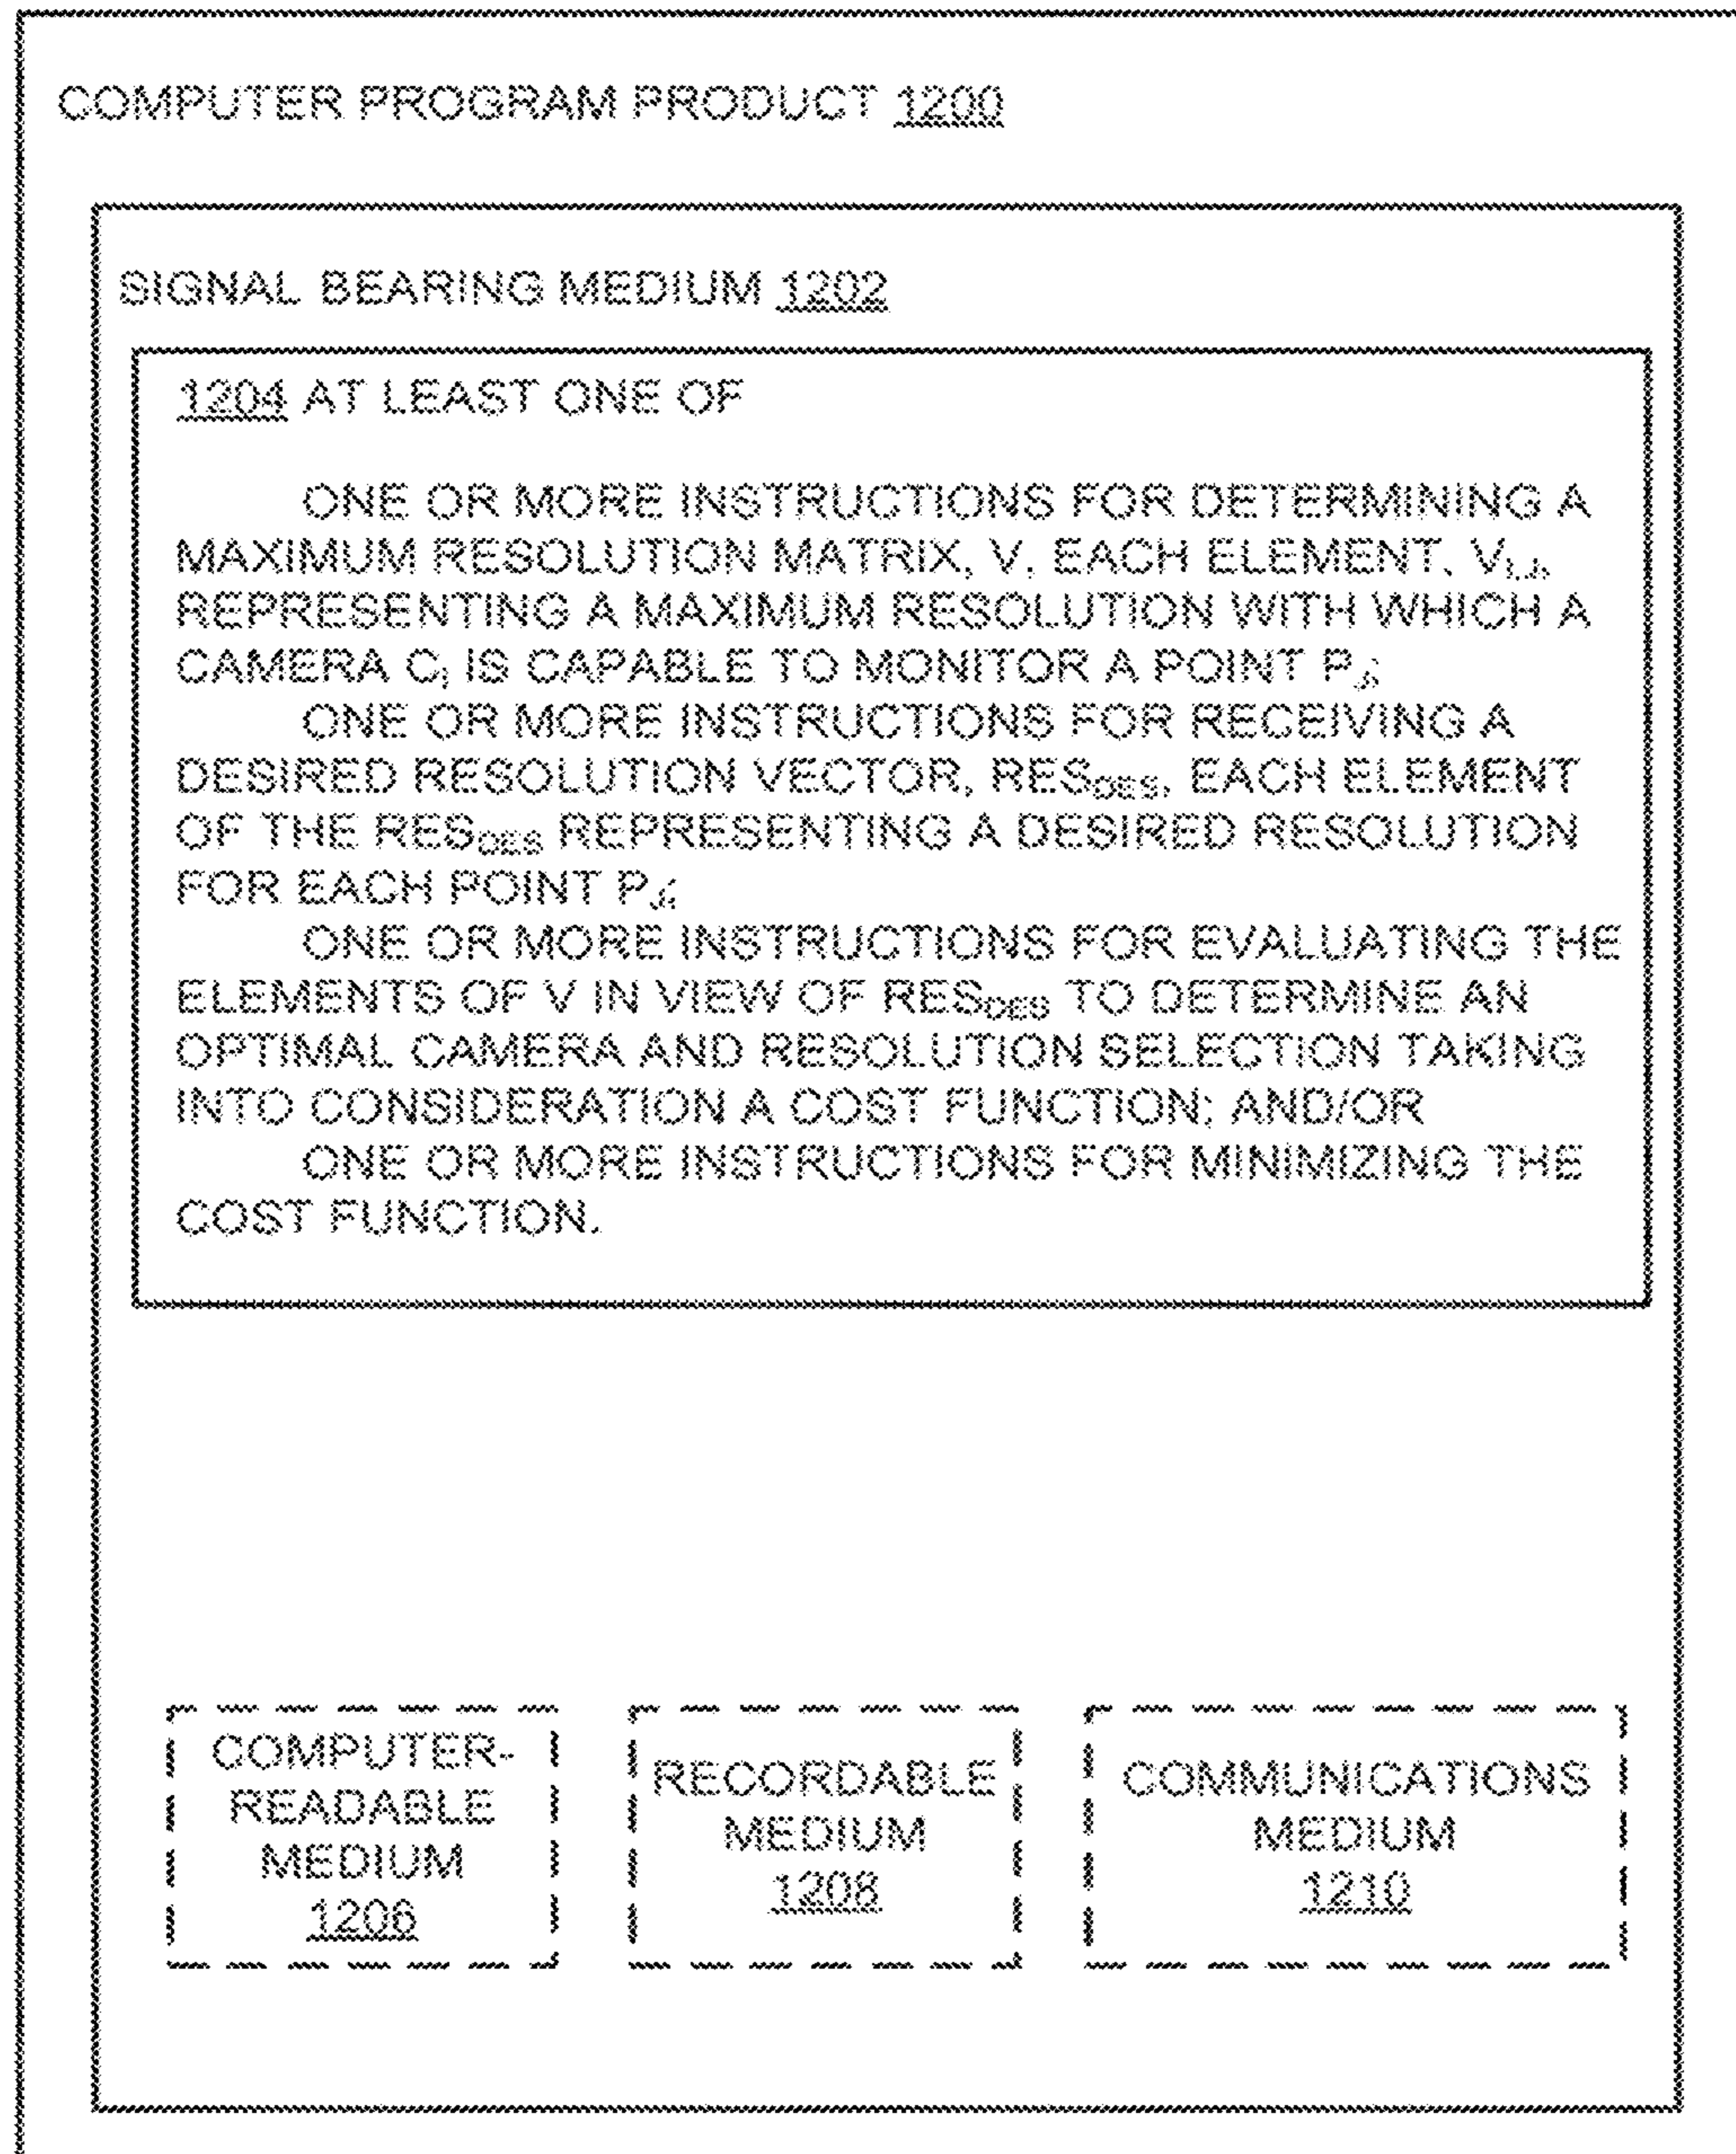 COMPUTER PROGRAM PRODUCT 1200
SIGNAL BEARING MEDIUM 1202
1204 AT LEAST ONE OF
ONE OR MORE INSTRUCTIONS FOR DETERMINING A
MAXIMUM RESOLUTION MATRIX, V, EACH ELEMENT, Vi,j,
REPRESENTING A MAXIMUM RESOLUTION WITH WHICH A
CAMERA Ci IS CAPABLE TO MONITOR A POINT P,j;
ONE OR MORE INSTRUCTIONS FOR RECEIVING A
DESIRED RESOLUTION VECTOR, RESDES, EACH ELEMENT
OF THE RESDES REPRESENTING A DESIRED RESOLUTION
FOR EACH POINT P,j;
ONE OR MORE INSTRUCTIONS FOR EVALUATING THE
ELEMENTS OF V IN VIEW OF RESDES TO DETERMINE AN
OPTIMAL CAMERA AND RESOLUTION SELECTION TAKING
INTO CONSIDERATION A COST FUNCTION; AND/OR
ONE OR MORE INSTRUCTIONS FOR MINIMIZING THE
COST FUNCTION.
COMPUTER-
READABLE
MEDIUM
1206
RECORDABLE
MEDIUM
1208
COMMUNICATIONS
MEDIUM
1210